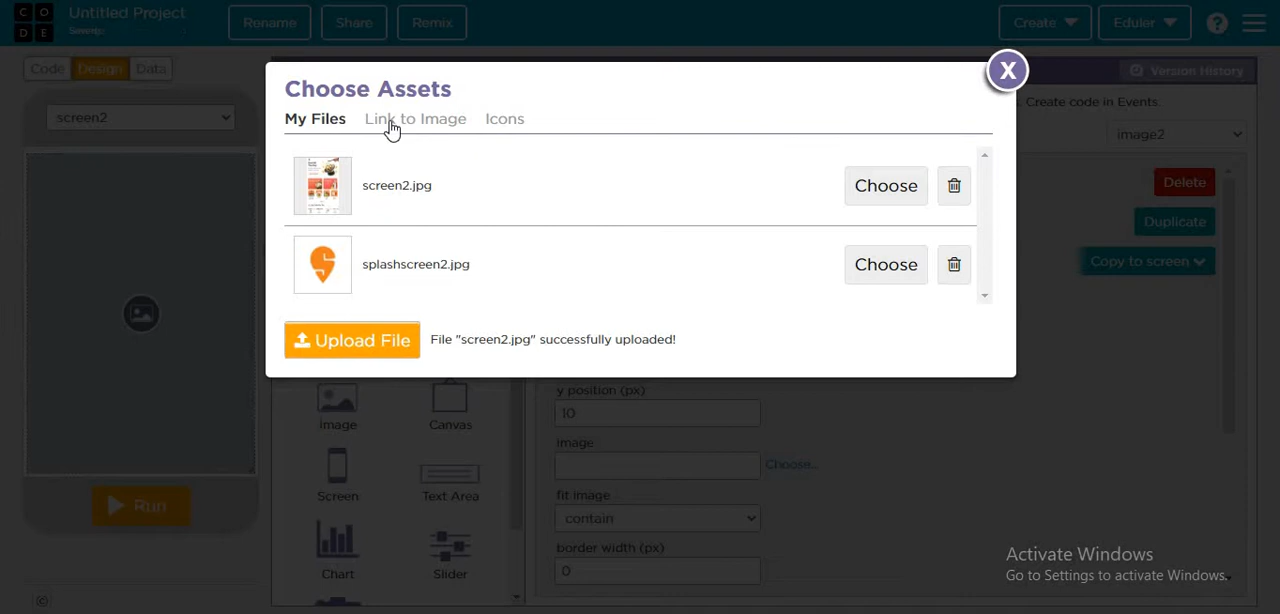 CO
DE
Untitled Project
Rename
Share
Remix
Create
Eduler
?
Code
Design
Data
Version History
X
Choose Assets
My Files
Link to Image
Icons
screen2
. Create code in Events.
image2
screen2.jpg
Choose
Delete
Duplicate
splashscreen2.jpg
Choose
Copy to screen
Upload File
File "screen2.jpg" successfully uploaded!
y position (px)
10
image
Canvas
image
Choose...
Screen
Text Area
fit image
contain
Run
border width (px)
0
Chart
Slider
Activate Windows
Go to Settings to activate Windows.
©